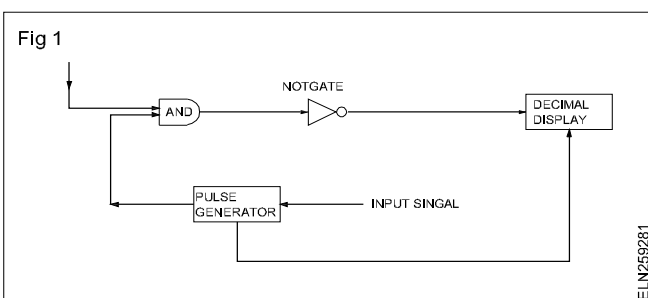 Fig 1
NOTGATE
AND
DECIMAL
DISPLAY
PULSE
GENERATOR
INPUT SINGAL
ELN259281